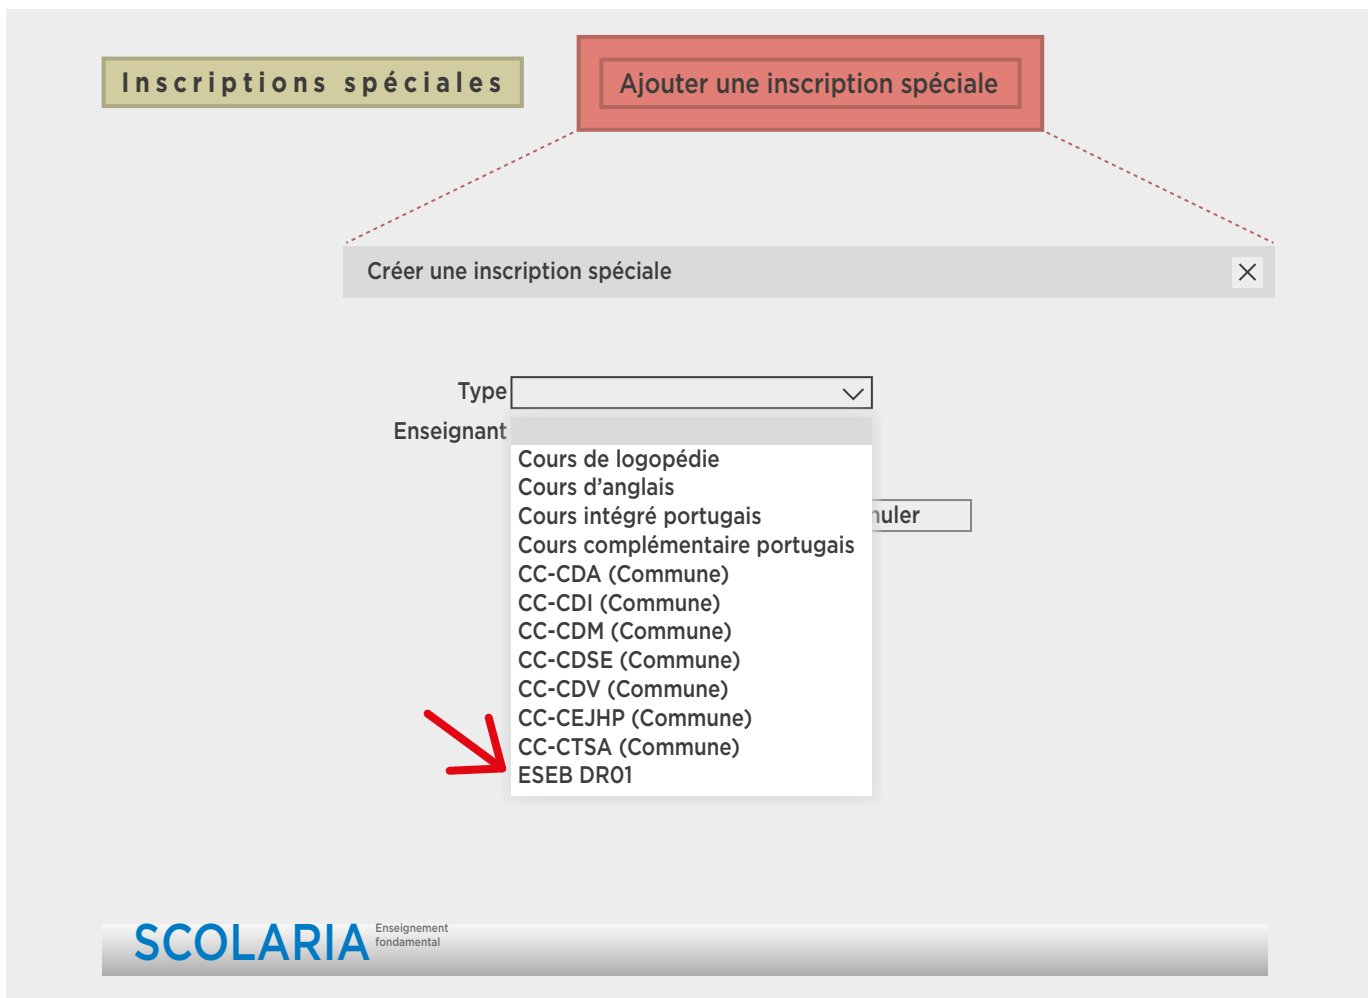 Inscriptions spéciales
Ajouter une inscription spéciale
Créer une inscription spéciale
Type
Enseignant
Cours de logopédie
Cours d’anglais
Cours intégré portugais
nuler
Cours complémentaire portugais
CC-CDA (Commune)
CC-CDI (Commune)
CC-CDM (Commune)
CC-CDSE (Commune)
CC-CDV (Commune)
CC-CEJHP (Commune)
CC-CTSA (Commune)
ESEB DR01
SCOLARIA
Enseignement
fondamental